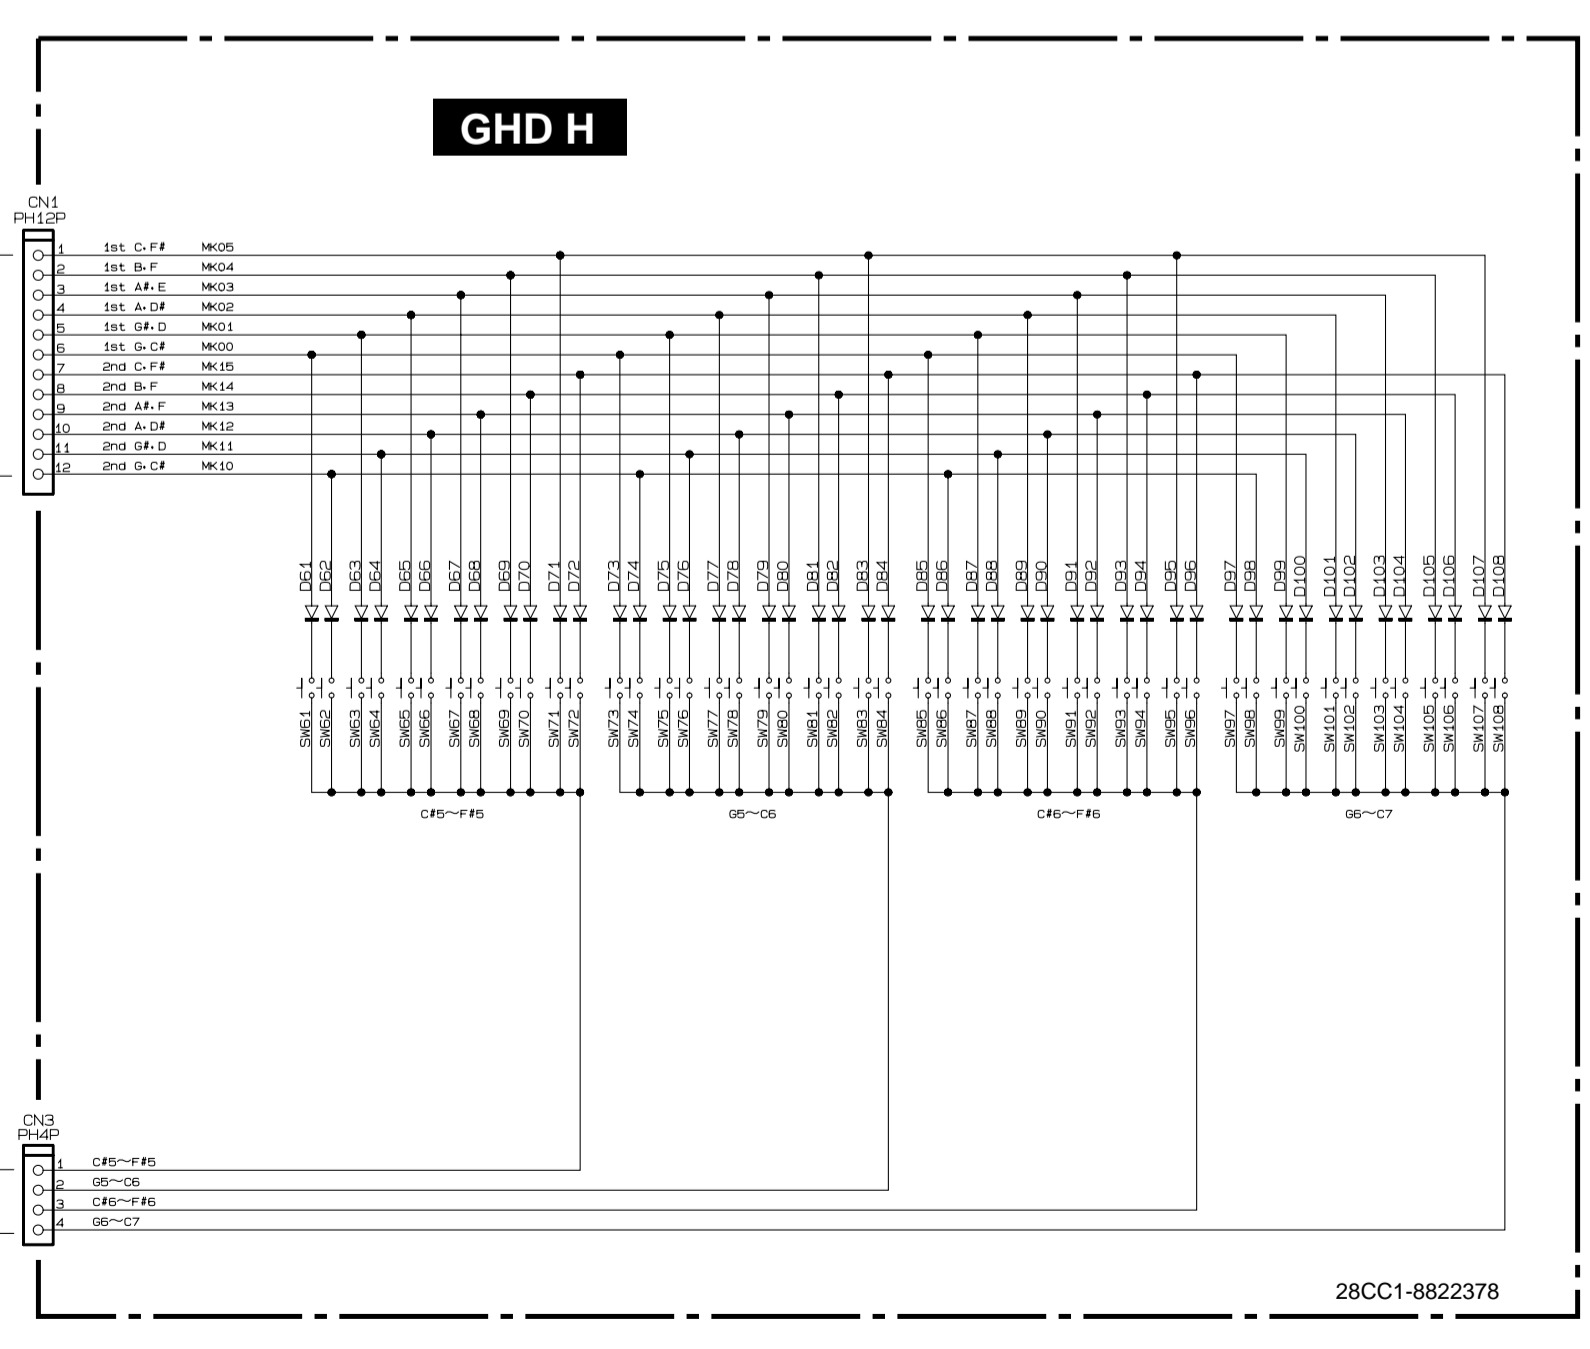 GHD H
CN1
PH12P
1 1st C·F# MK05
2 1st B·F MK04
3 1st A#·E MK03
4 1st A·D# MK02
5 1st G#·D MK01
6 1st G·C# MK00
7 2nd C·F# MK15
8 2nd B·F MK14
9 2nd A#·F MK13
10 2nd A·D# MK12
11 2nd G#·D MK11
12 2nd G·C# MK10
D61 D62 D63 D64 D65 D66 D67 D68 D69 D70 D71 D72 D73 D74 D75 D76 D77 D78 D79 D80 D81 D82 D83 D84 D85 D86 D87 D88 D89 D90 D91 D92 D93 D94 D95 D96 D97 D98 D99 D100 D101 D102 D103 D104 D105 D106 D107 D108
SW61 SW62 SW63 SW64 SW65 SW66 SW67 SW68 SW69 SW70 SW71 SW72 SW73 SW74 SW75 SW76 SW77 SW78 SW79 SW80 SW81 SW82 SW83 SW84 SW85 SW86 SW87 SW88 SW89 SW90 SW91 SW92 SW93 SW94 SW95 SW96 SW97 SW98 SW99 SW100 SW101 SW102 SW103 SW104 SW105 SW106 SW107 SW108
C#5～F#5 G5～C6 C#6～F#6 G6～C7
CN3
PH4P
1 C#5～F#5
2 G5～C6
3 C#6～F#6
4 G6～C7
28CC1-8822378